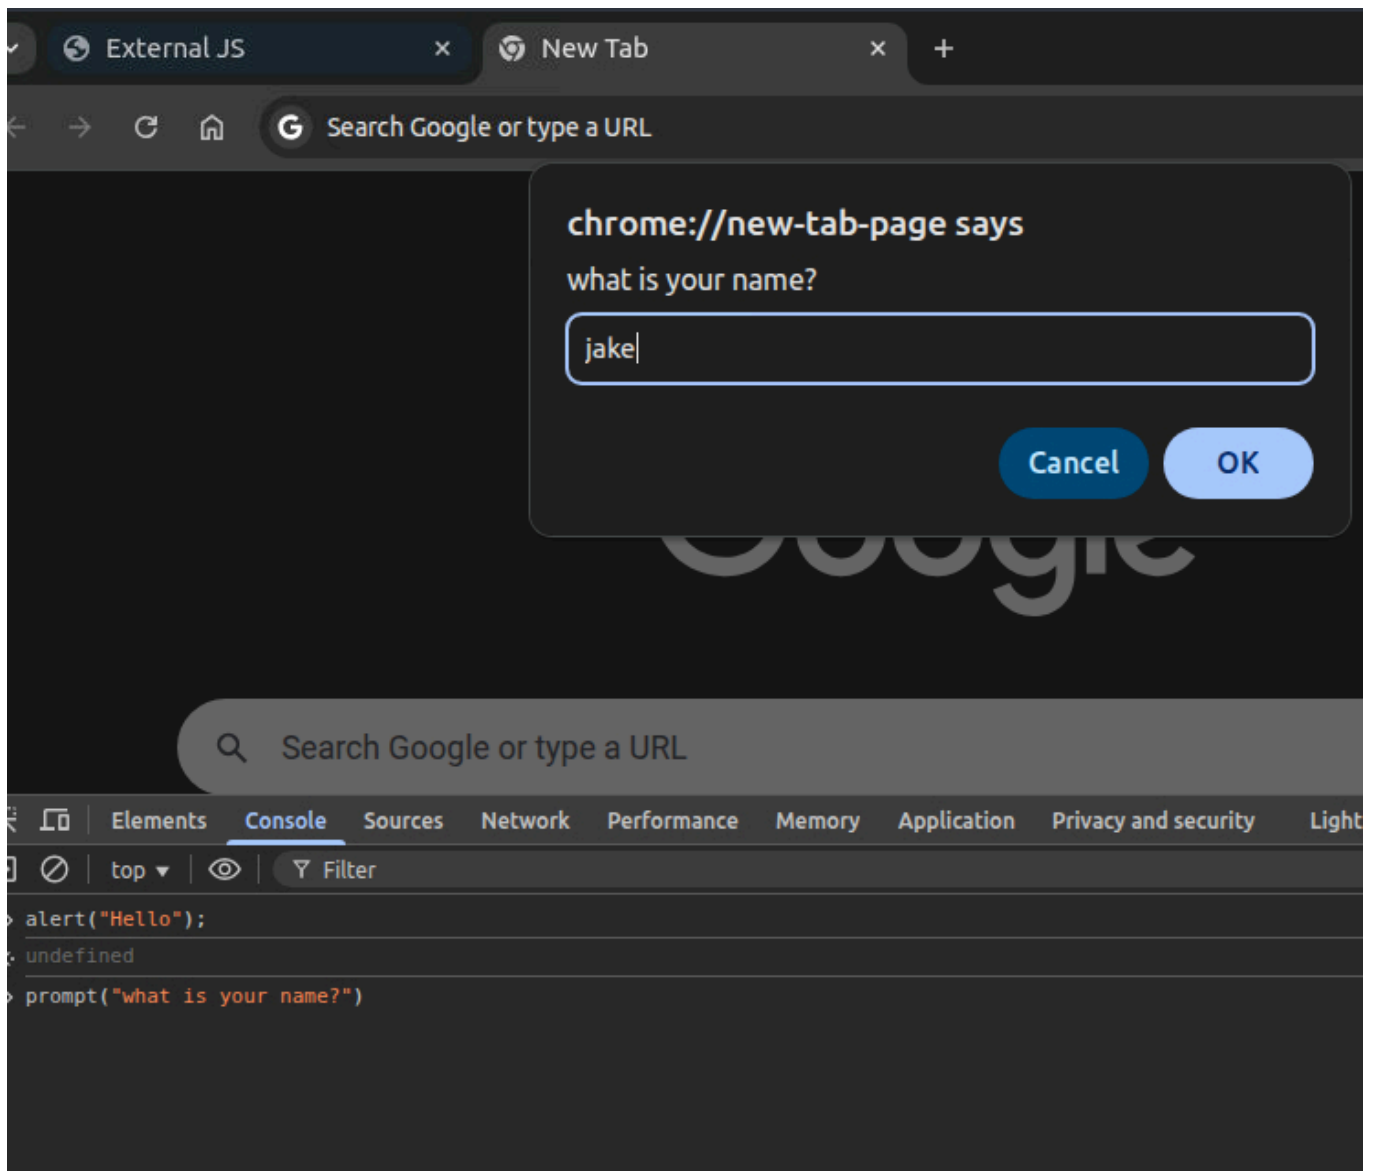 External JS
New Tab
Search Google or type a URL
chrome://new-tab-page says
what is your name?
jake
Cancel
OK
Google
Search Google or type a URL
Elements Console Sources Network Performance Memory Application Privacy and security Light
top Filter
alert("Hello");
undefined
prompt("what is your name?")